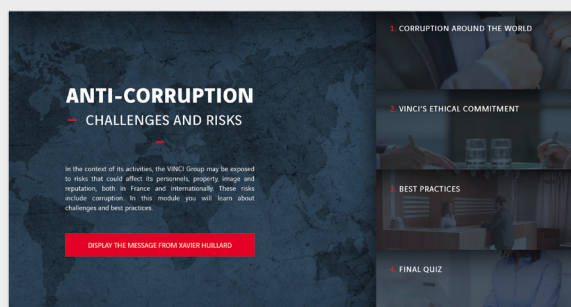 ANTI-CORRUPTION
CHALLENGES AND RISKS
In the context of its activities, the VINCI Group may be exposed
to risks that could affect its personnels, property, image and
reputation, both in France and internationally. These risks
include corruption. In this module you will learn about
challenges and best practices.
DISPLAY THE MESSAGE FROM XAVIER HUILLARD
1. CORRUPTION AROUND THE WORLD
2. VINCI'S ETHICAL COMMITMENT
3. BEST PRACTICES
4. FINAL QUIZ